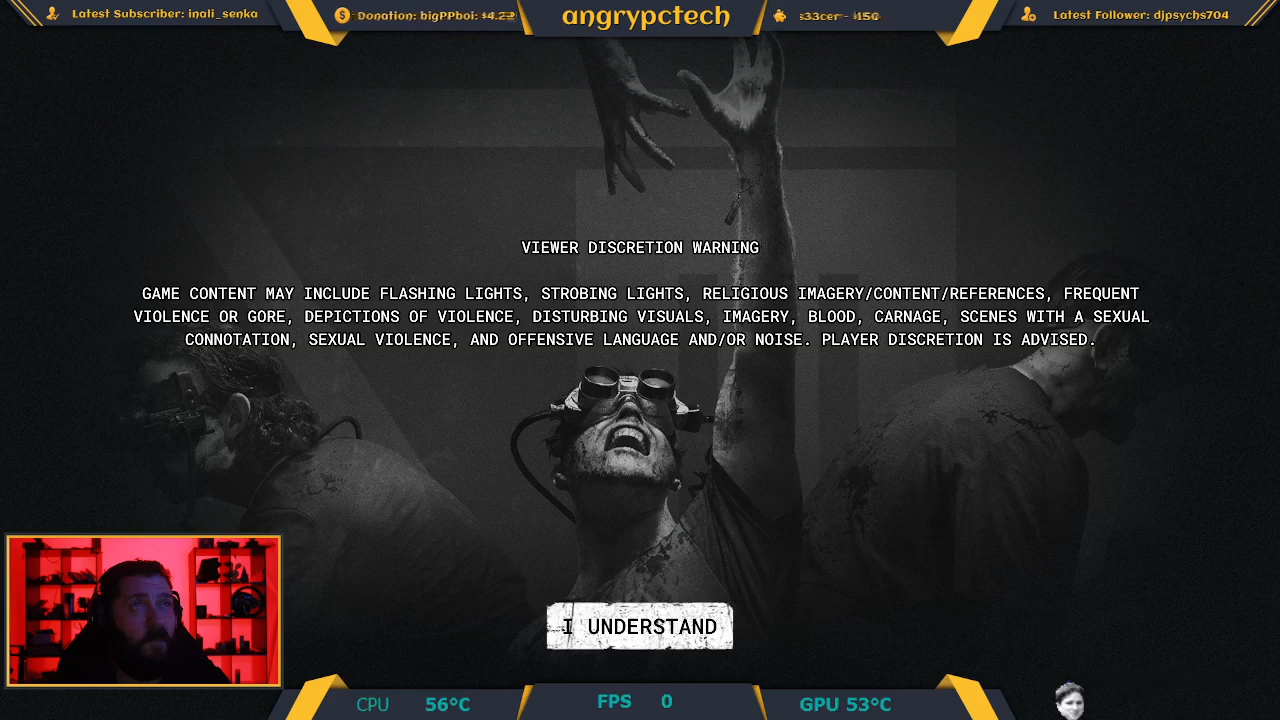 Latest Subscriber: inali_senka
Donation: bigPPboi: $4.22
angrypctech
s33cer - 150
Latest Follower: djpsychs704
VIEWER DISCRETION WARNING
GAME CONTENT MAY INCLUDE FLASHING LIGHTS, STROBING LIGHTS, RELIGIOUS IMAGERY/CONTENT/REFERENCES, FREQUENT
VIOLENCE OR GORE, DEPICTIONS OF VIOLENCE, DISTURBING VISUALS, IMAGERY, BLOOD, CARNAGE, SCENES WITH A SEXUAL
CONNOTATION, SEXUAL VIOLENCE, AND OFFENSIVE LANGUAGE AND/OR NOISE. PLAYER DISCRETION IS ADVISED.
I UNDERSTAND
CPU 56°C
FPS 0
GPU 53°C